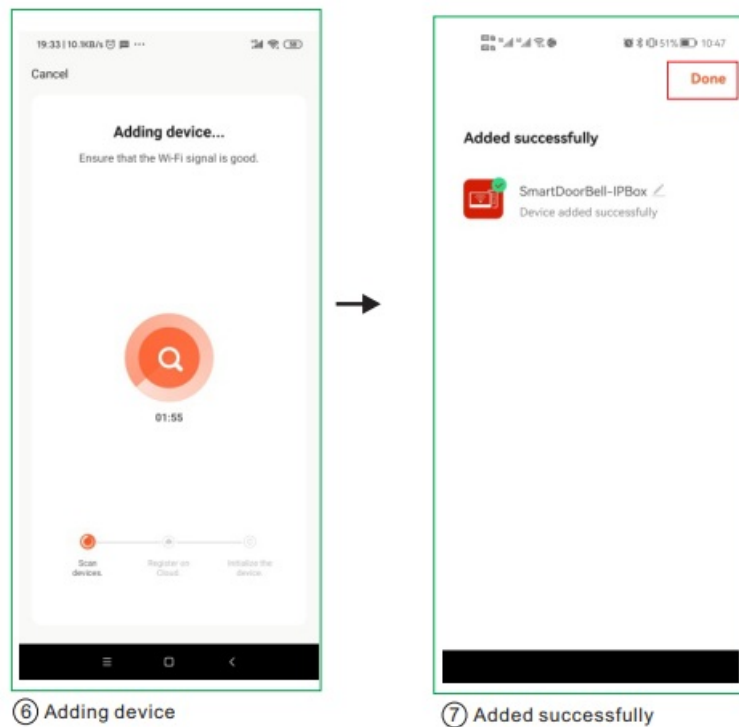 19:33 | 10.1KB/s
Cancel
Adding device...
Ensure that the Wi-Fi signal is good.
01:55
Scan devices.
Register on Cloud.
Initialize the device.
⑥ Adding device
51% 10:47
Done
Added successfully
SmartDoorBell-IPBox
Device added successfully
⑦ Added successfully